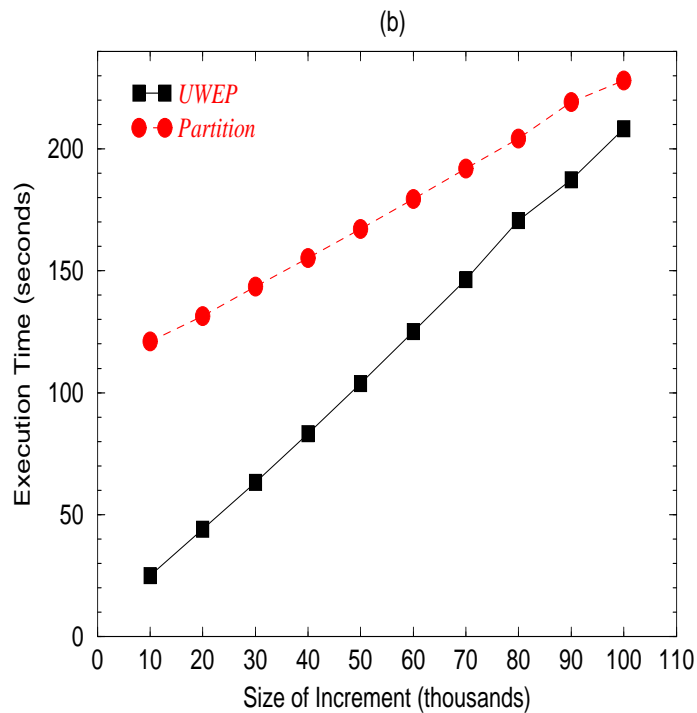 (b)
UWEP
Partition
200
150
100
50
0
Execution Time (seconds)
0 10 20 30 40 50 60 70 80 90 100 110
Size of Increment (thousands)